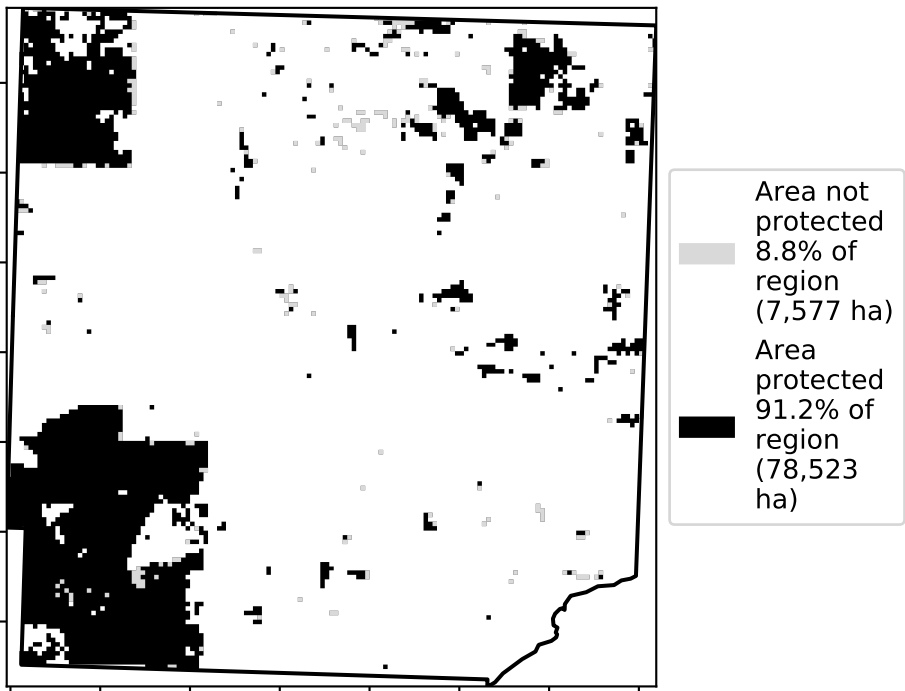 Area not
protected
8.8% of
region
(7,577 ha)
Area
protected
91.2% of
region
(78,523
ha)